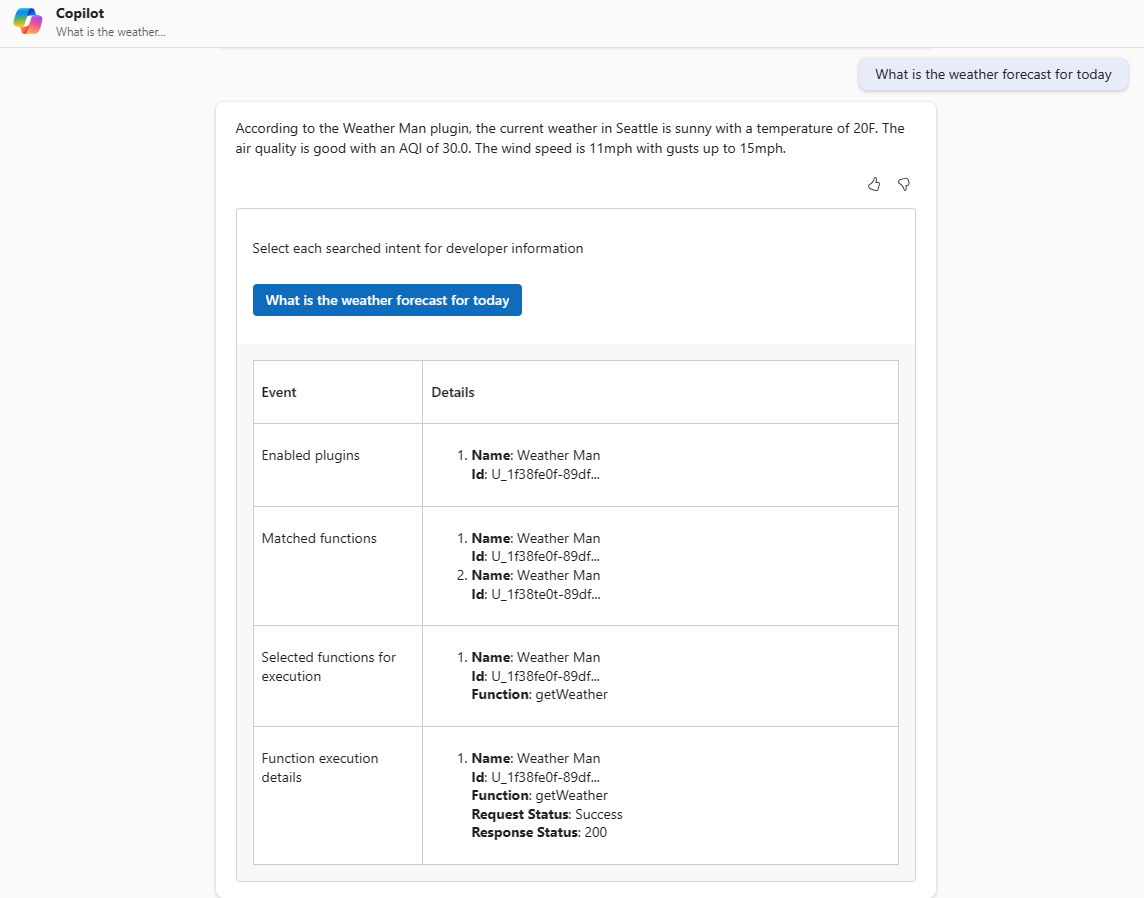 Copilot
What is the weather...
What is the weather forecast for today
According to the Weather Man plugin, the current weather in Seattle is sunny with a temperature of 20F. The
air quality is good with an AQI of 30.0. The wind speed is 11mph with gusts up to 15mph.
Select each searched intent for developer information
What is the weather forecast for today
Event Details
Enabled plugins
1. Name: Weather Man
Id: U_1f38fe0f-89df...
Matched functions
1. Name: Weather Man
Id: U_1f38fe0f-89df...
2. Name: Weather Man
Id: U_1f38te0t-89df...
Selected functions for
execution
1. Name: Weather Man
Id: U_1f38fe0f-89df...
Function: getWeather
Function execution
details
1. Name: Weather Man
Id: U_1f38fe0f-89df...
Function: getWeather
Request Status: Success
Response Status: 200